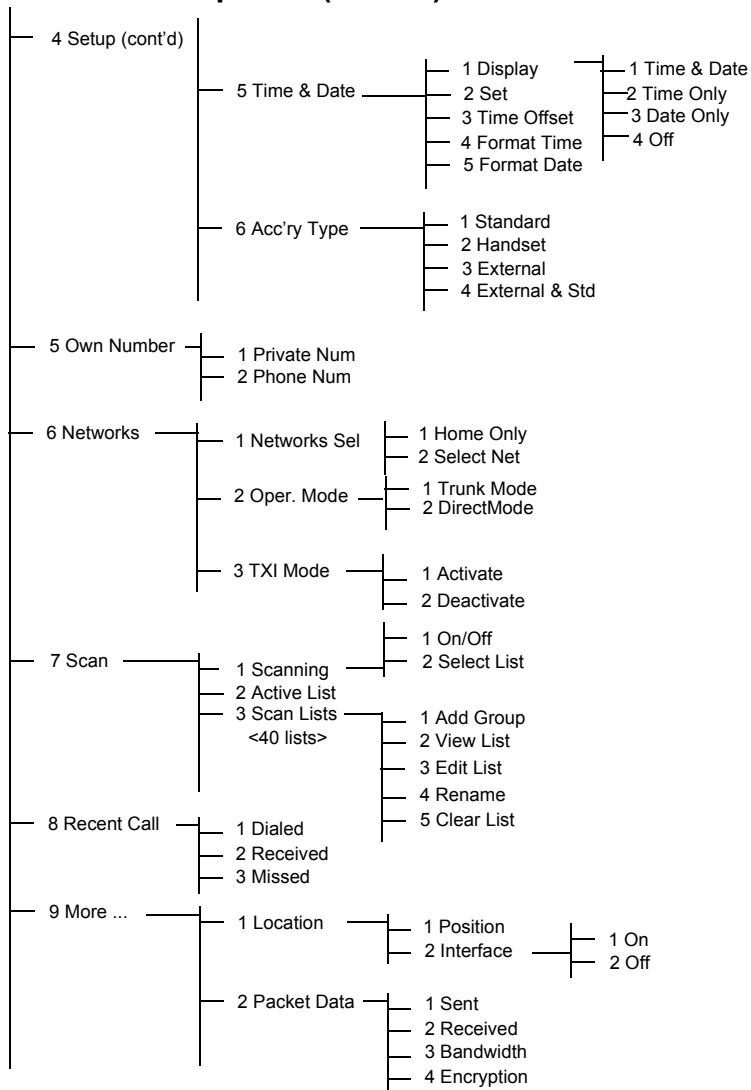 4 Setup (cont'd)
5 Time & Date
1 Display
2 Set
3 Time Offset
4 Format Time
5 Format Date
1 Time & Date
2 Time Only
3 Date Only
4 Off
6 Acc'ry Type
1 Standard
2 Handset
3 External
4 External & Std
5 Own Number
1 Private Num
2 Phone Num
6 Networks
1 Networks Sel
1 Home Only
2 Select Net
2 Oper. Mode
1 Trunk Mode
2 DirectMode
3 TXI Mode
1 Activate
2 Deactivate
7 Scan
1 Scanning
1 On/Off
2 Select List
2 Active List
3 Scan Lists
<40 lists>
1 Add Group
2 View List
3 Edit List
4 Rename
5 Clear List
8 Recent Call
1 Dialed
2 Received
3 Missed
9 More ...
1 Location
1 Position
2 Interface
1 On
2 Off
2 Packet Data
1 Sent
2 Received
3 Bandwidth
4 Encryption